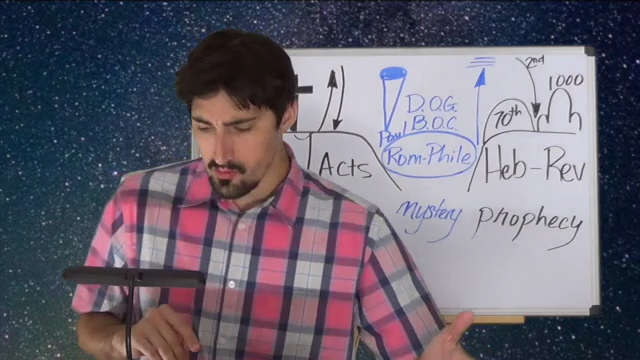 2nd
1000
D.O.G.
70th
Paul
B.O.C.
Acts
Rom-Phile
Heb-Rev
mystery
prophecy